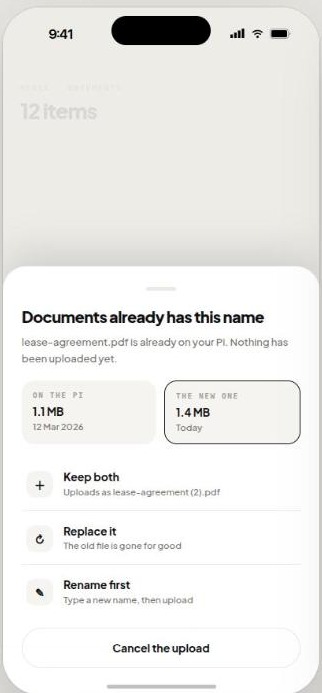 9:41
12 items
Documents already has this name
lease-agreement.pdf is already on your Pi. Nothing has
been uploaded yet.
ON THE PI
1.1 MB
12 Mar 2026
THE NEW ONE
1.4 MB
Today
Keep both
Uploads as lease-agreement (2).pdf
Replace it
The old file is gone for good
Rename first
Type a new name, then upload
Cancel the upload